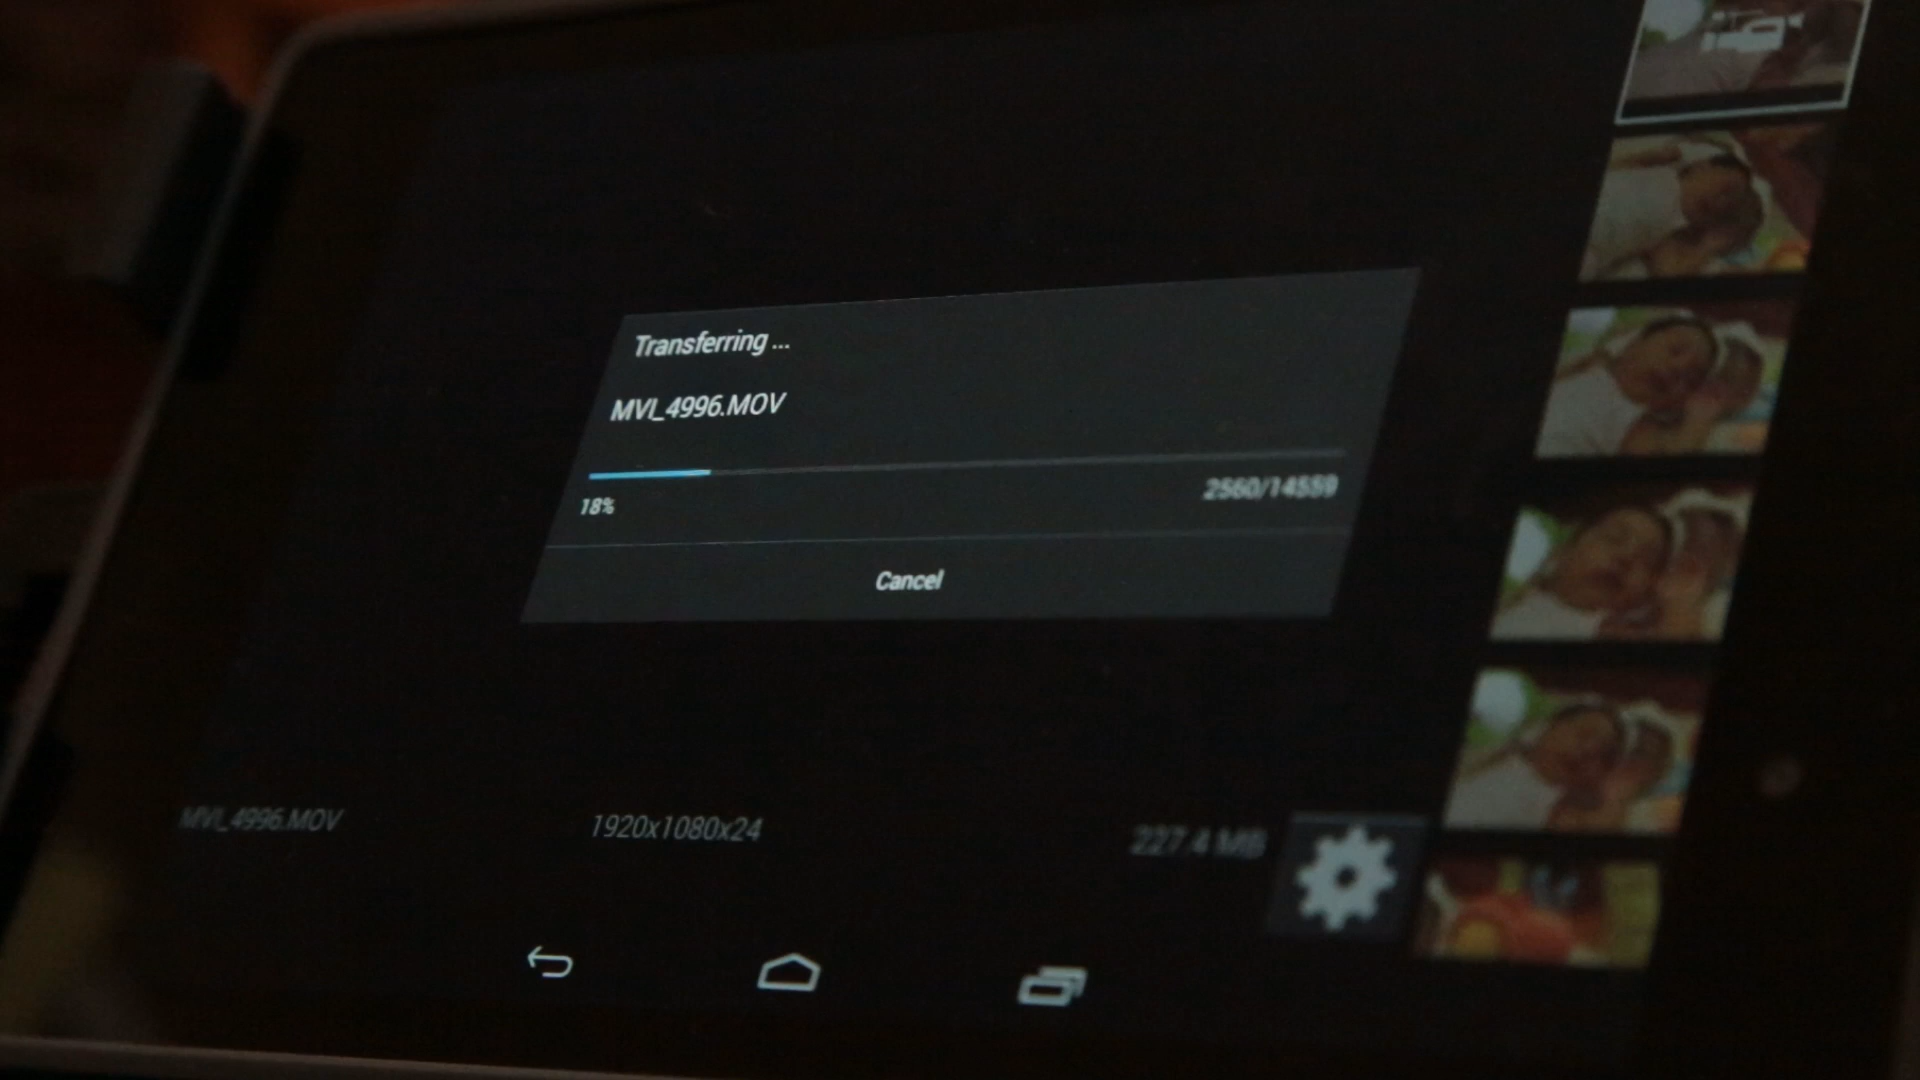 Transferring ...
MVI_4996.MOV
18%
2560/14559
Cancel
MVI_4996.MOV
1920x1080x24
227.4 MB